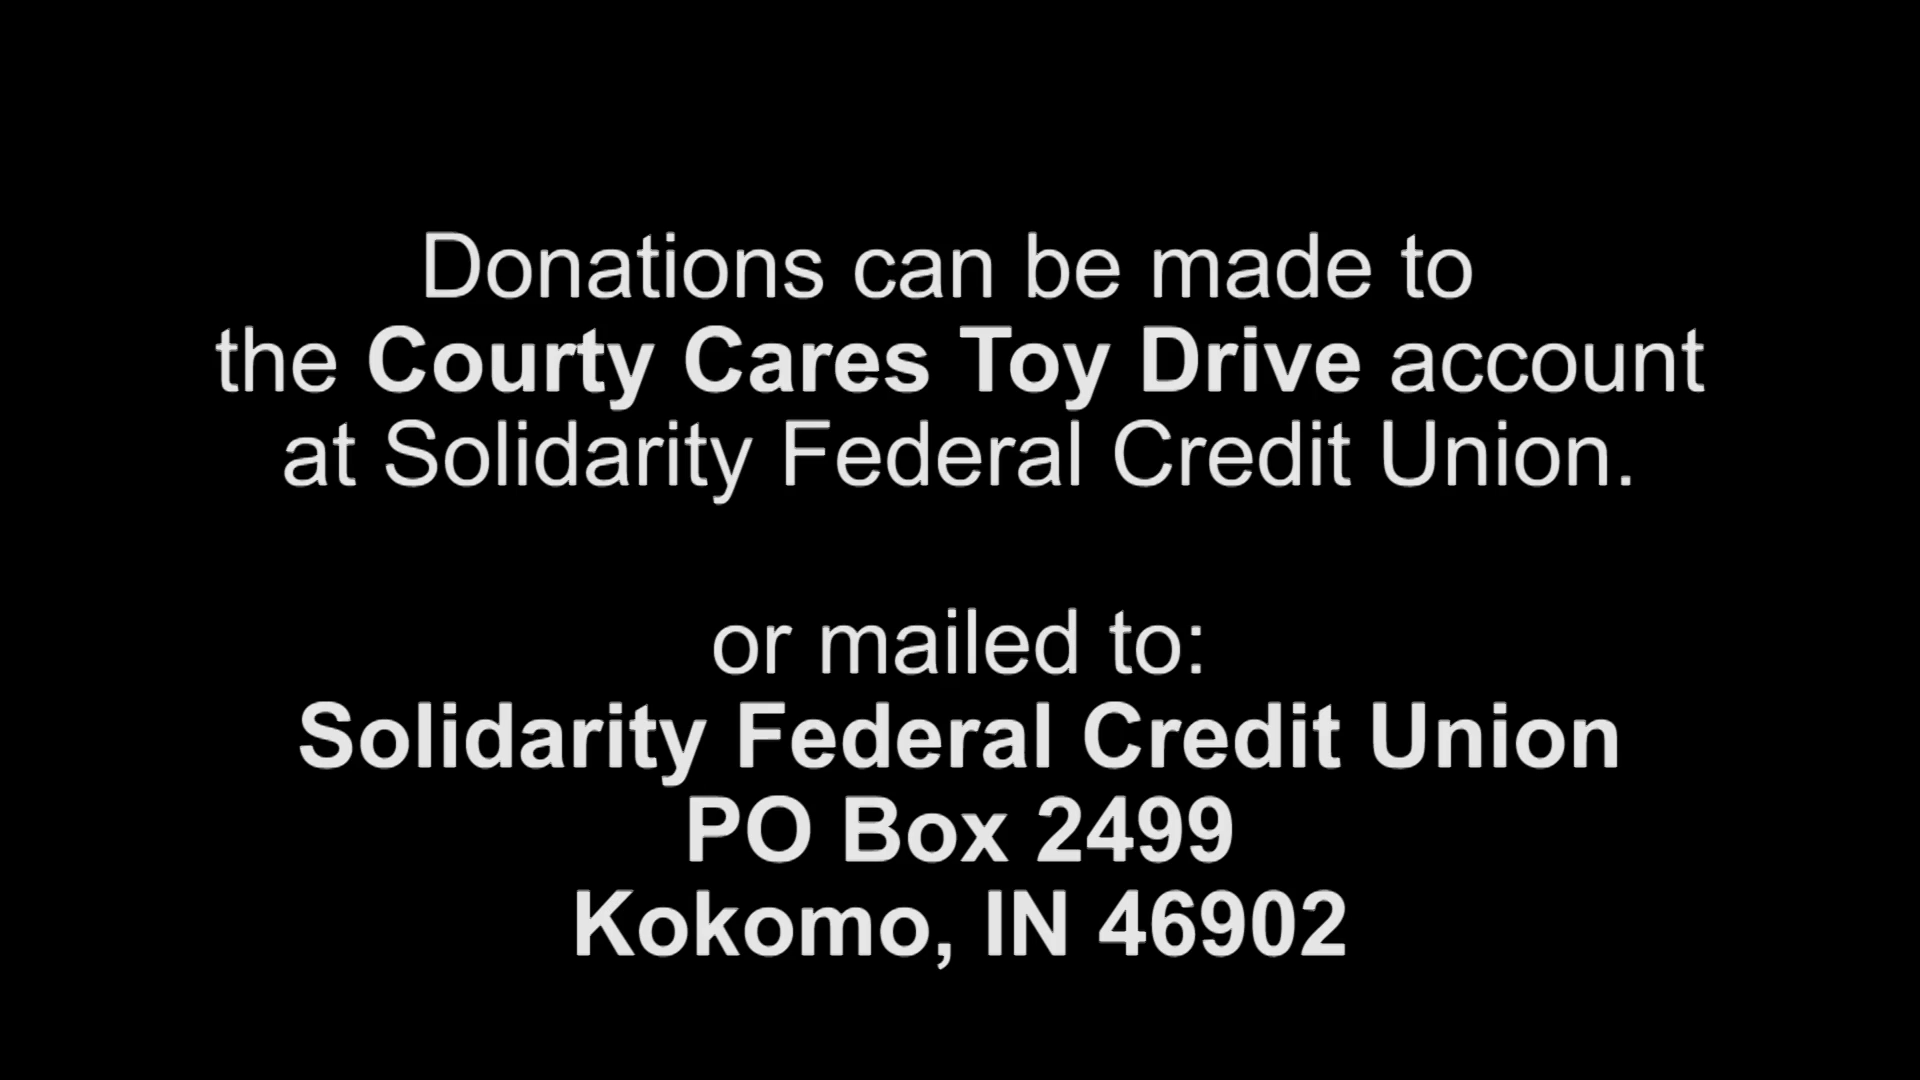 Donations can be made to
the Courty Cares Toy Drive account
at Solidarity Federal Credit Union.
or mailed to:
Solidarity Federal Credit Union
PO Box 2499
Kokomo, IN 46902